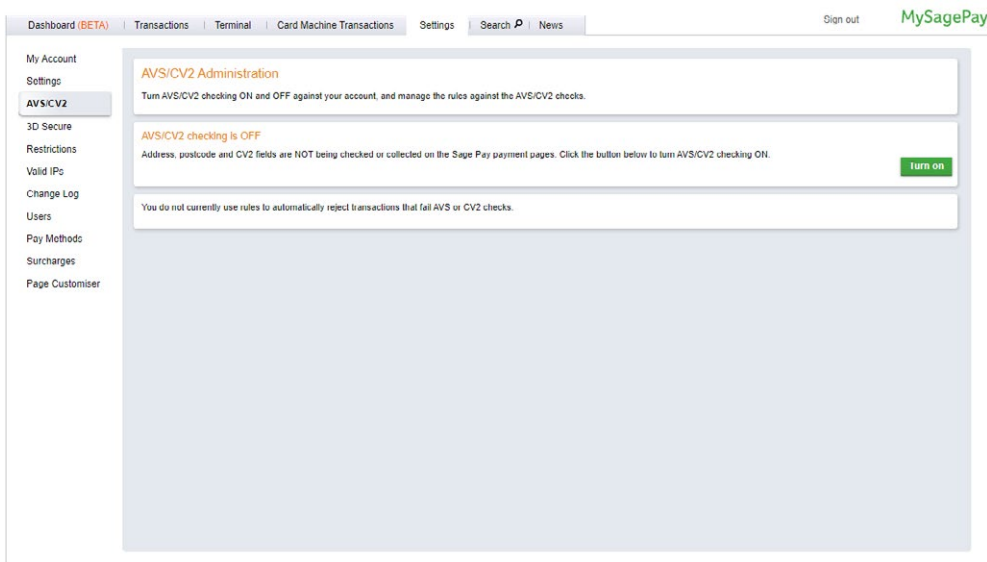 Dashboard (BETA) Transactions Terminal Card Machine Transactions Settings Search News
Sign out
MySagePay
My Account
Settings
AVS/CV2
3D Secure
Restrictions
Valid IPs
Change Log
Users
Pay Methods
Surcharges
Page Customiser
AVS/CV2 Administration
Turn AVS/CV2 checking ON and OFF against your account, and manage the rules against the AVS/CV2 checks.
AVS/CV2 checking is OFF
Address, postcode and CV2 fields are NOT being checked or collected on the Sage Pay payment pages. Click the button below to turn AVS/CV2 checking ON.
Turn on
You do not currently use rules to automatically reject transactions that fail AVS or CV2 checks.